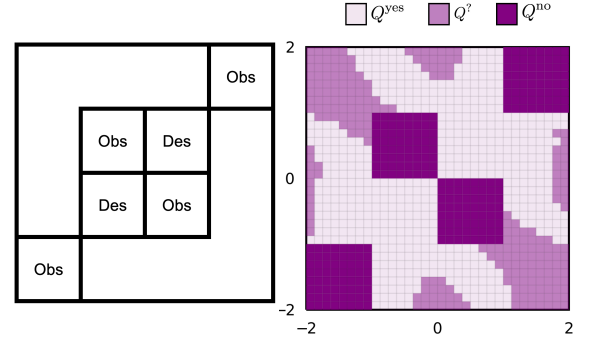 Q^yes Q^? Q^no
Obs
Obs Des
Des Obs
Obs
2
0
−2
−2 0 2